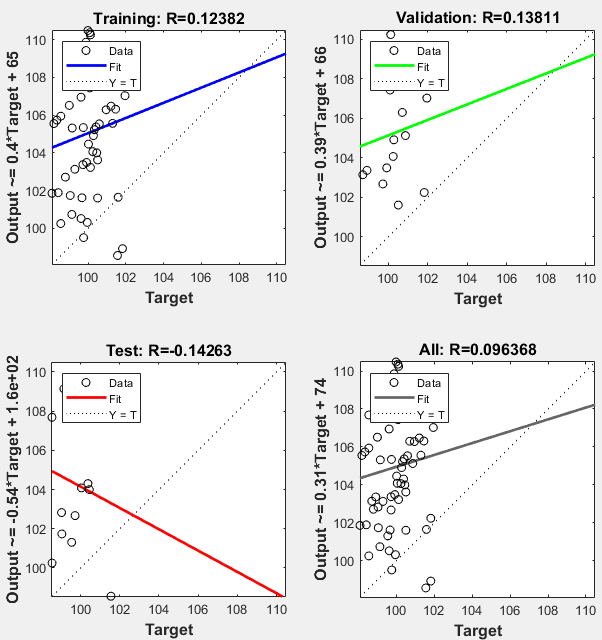 Training: R=0.12382
Output ~= 0.4*Target + 65
110
108
106
104
102
100
Data
Fit
Y = T
100 102 104 106 108 110
Target
Validation: R=0.13811
Output ~= 0.39*Target + 66
110
108
106
104
102
100
Data
Fit
Y = T
100 102 104 106 108 110
Target
Test: R=-0.14263
Output ~= -0.54*Target + 1.6e+02
110
108
106
104
102
100
Data
Fit
Y = T
100 102 104 106 108 110
Target
All: R=0.096368
Output ~= 0.31*Target + 74
110
108
106
104
102
100
Data
Fit
Y = T
100 102 104 106 108 110
Target